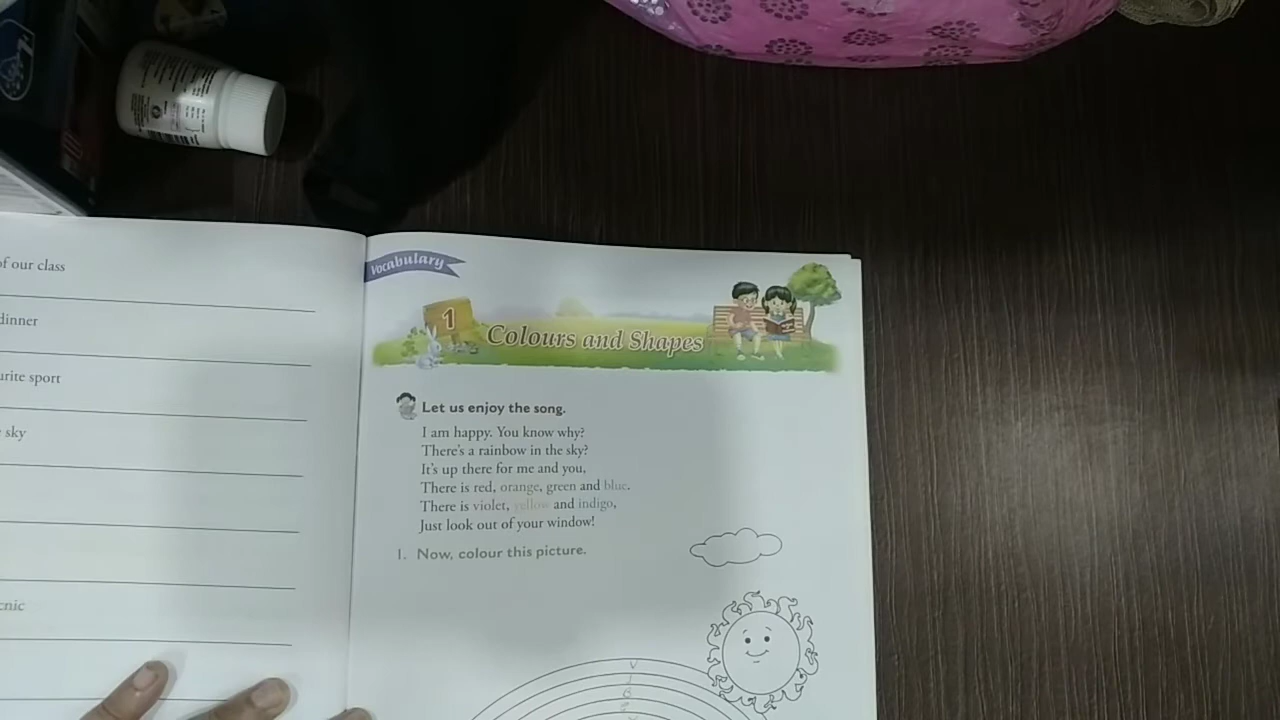 of our class
dinner
urite sport
sky
cnic
Vocabulary
1
Colours and Shapes
Let us enjoy the song.
I am happy. You know why?
There's a rainbow in the sky?
It's up there for me and you,
There is red, orange, green and blue.
There is violet, yellow and indigo,
Just look out of your window!
1. Now, colour this picture.
V
I
B